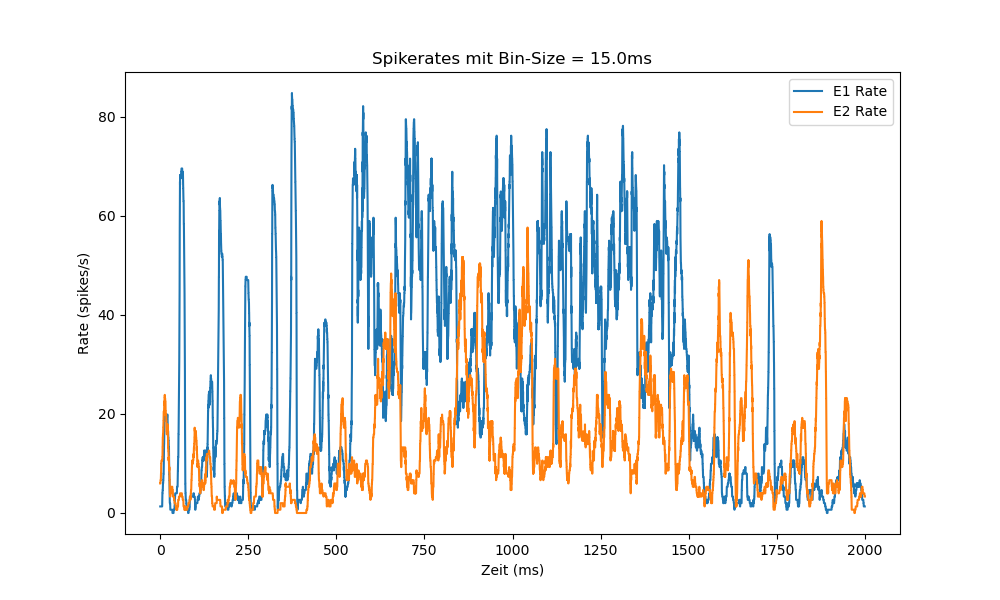 Spikerates mit Bin-Size = 15.0ms
E1 Rate
E2 Rate
Rate (spikes/s)
80
60
40
20
0
0 250 500 750 1000 1250 1500 1750 2000
Zeit (ms)